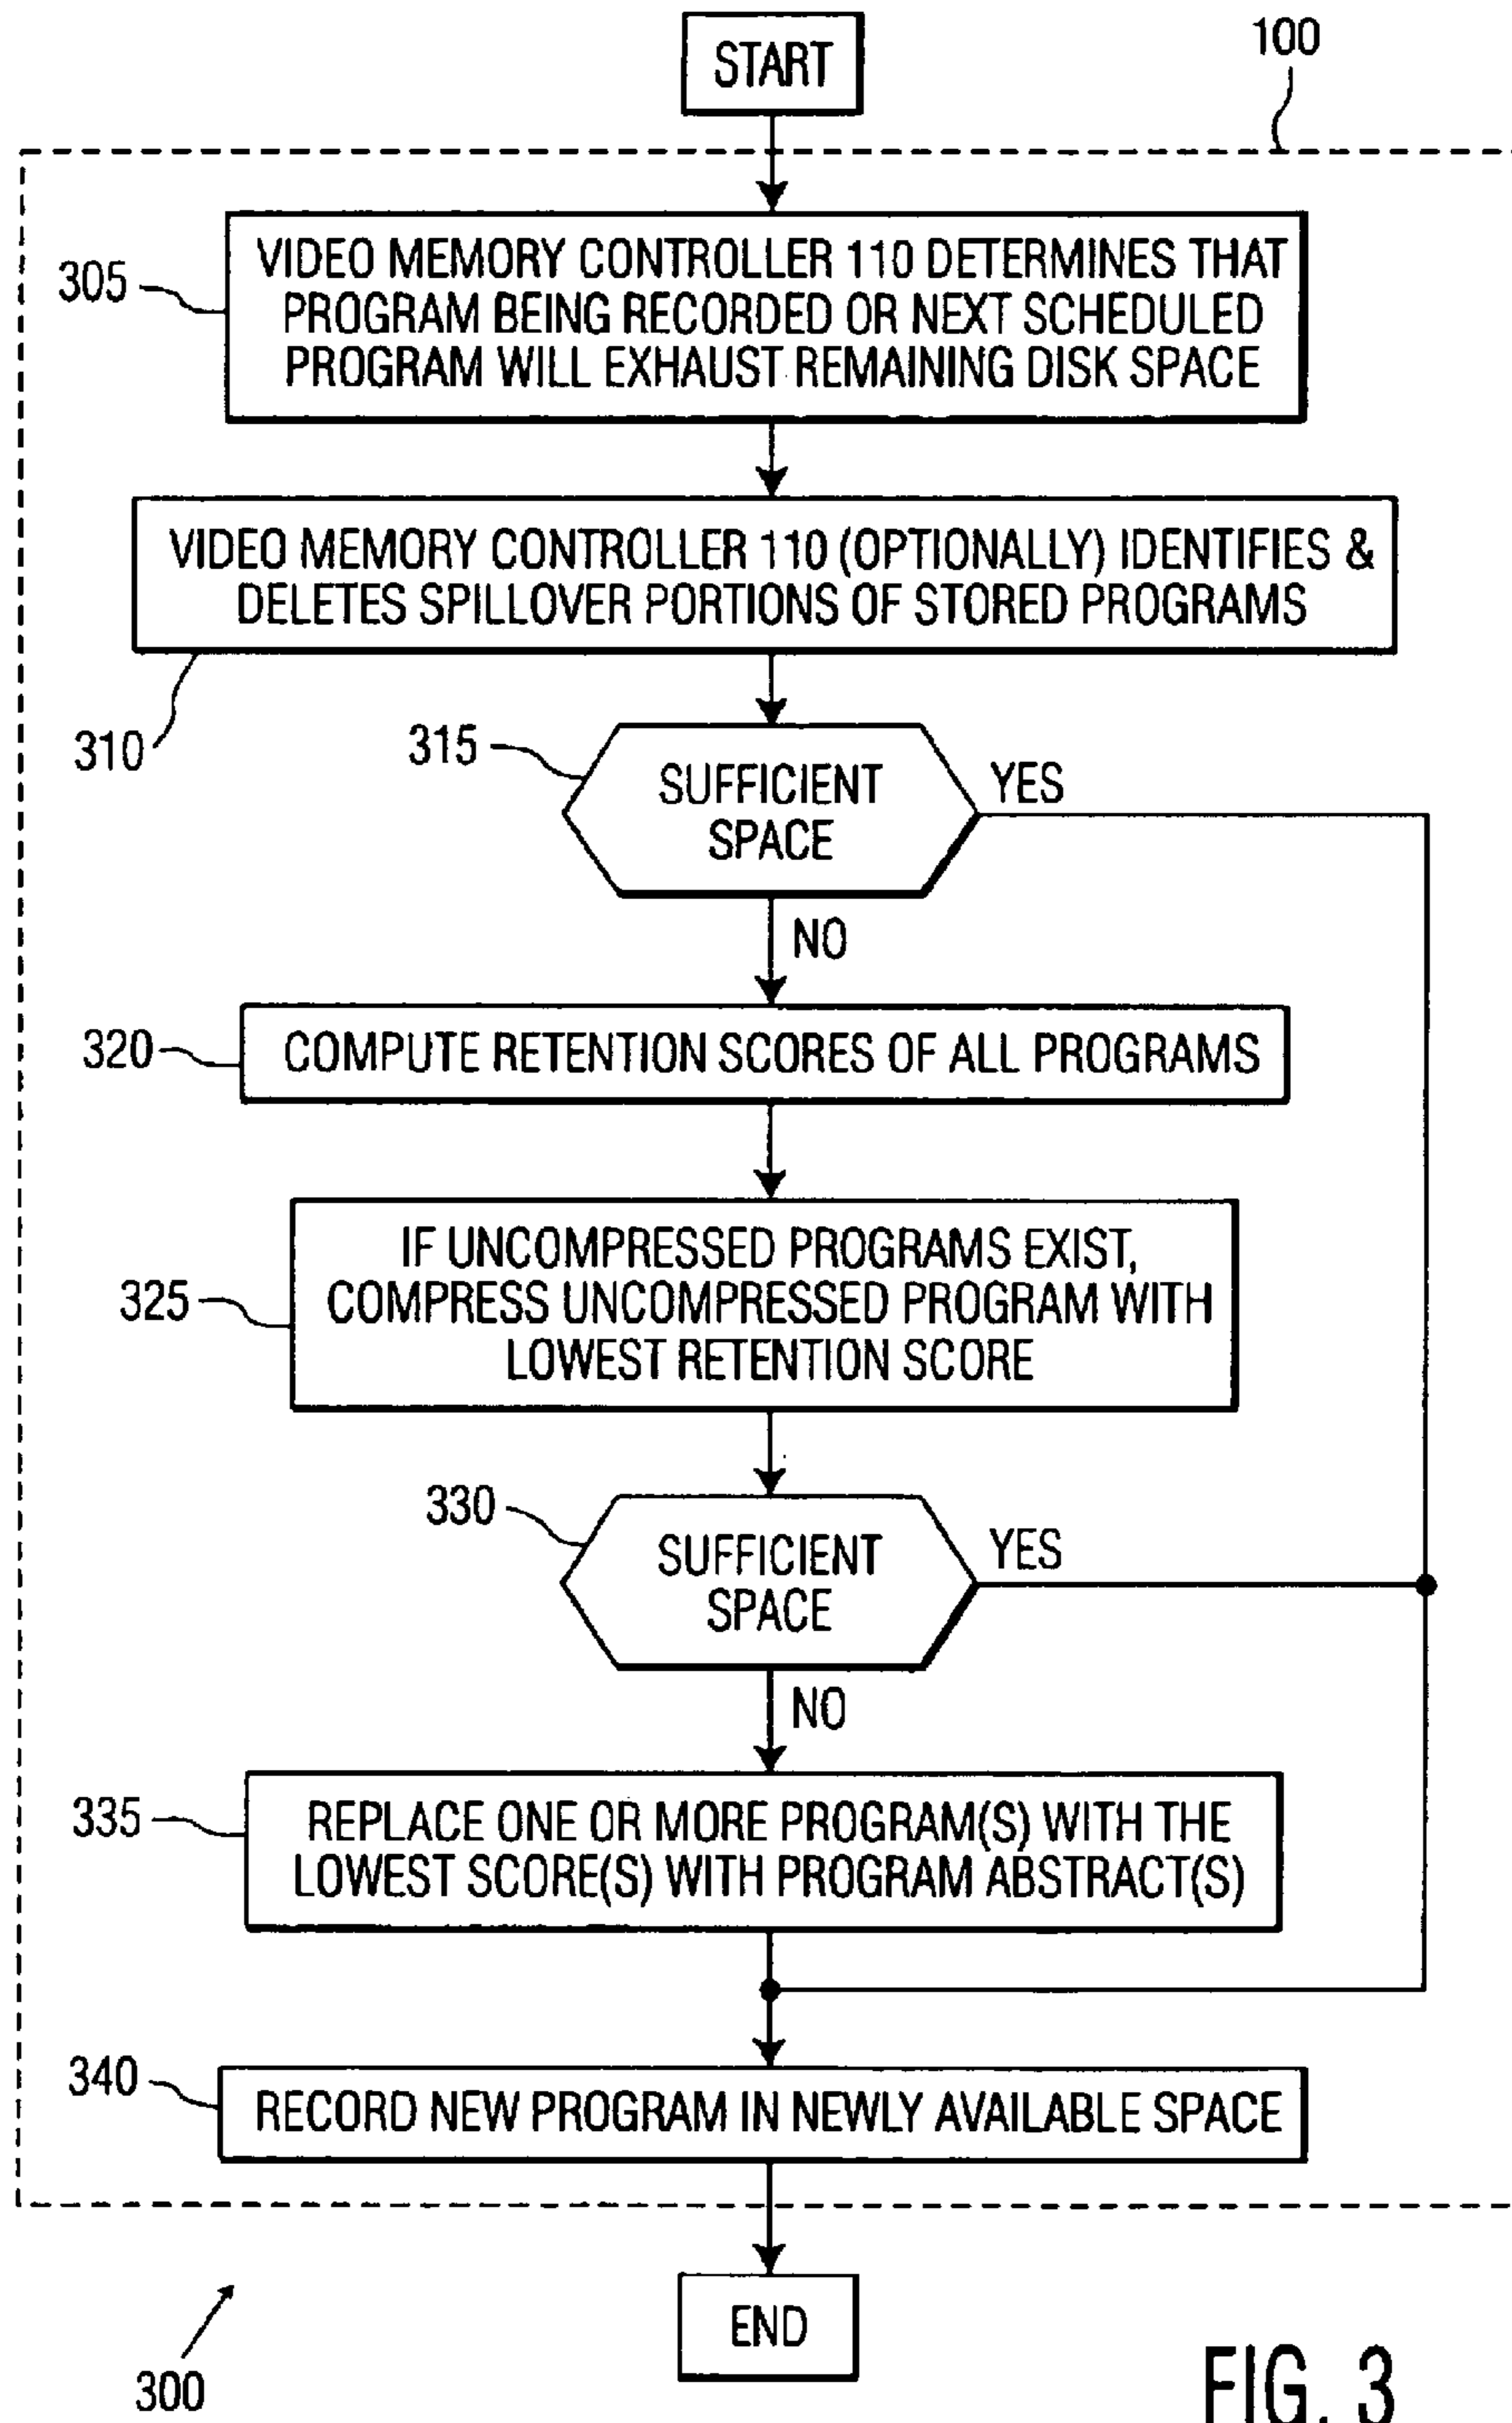 START
100
305
VIDEO MEMORY CONTROLLER 110 DETERMINES THAT
PROGRAM BEING RECORDED OR NEXT SCHEDULED
PROGRAM WILL EXHAUST REMAINING DISK SPACE
VIDEO MEMORY CONTROLLER 110 (OPTIONALLY) IDENTIFIES &
DELETES SPILLOVER PORTIONS OF STORED PROGRAMS
310
315
SUFFICIENT
SPACE
YES
NO
320
COMPUTE RETENTION SCORES OF ALL PROGRAMS
325
IF UNCOMPRESSED PROGRAMS EXIST,
COMPRESS UNCOMPRESSED PROGRAM WITH
LOWEST RETENTION SCORE
330
SUFFICIENT
SPACE
YES
NO
335
REPLACE ONE OR MORE PROGRAM(S) WITH THE
LOWEST SCORE(S) WITH PROGRAM ABSTRACT(S)
340
RECORD NEW PROGRAM IN NEWLY AVAILABLE SPACE
END
300
FIG. 3